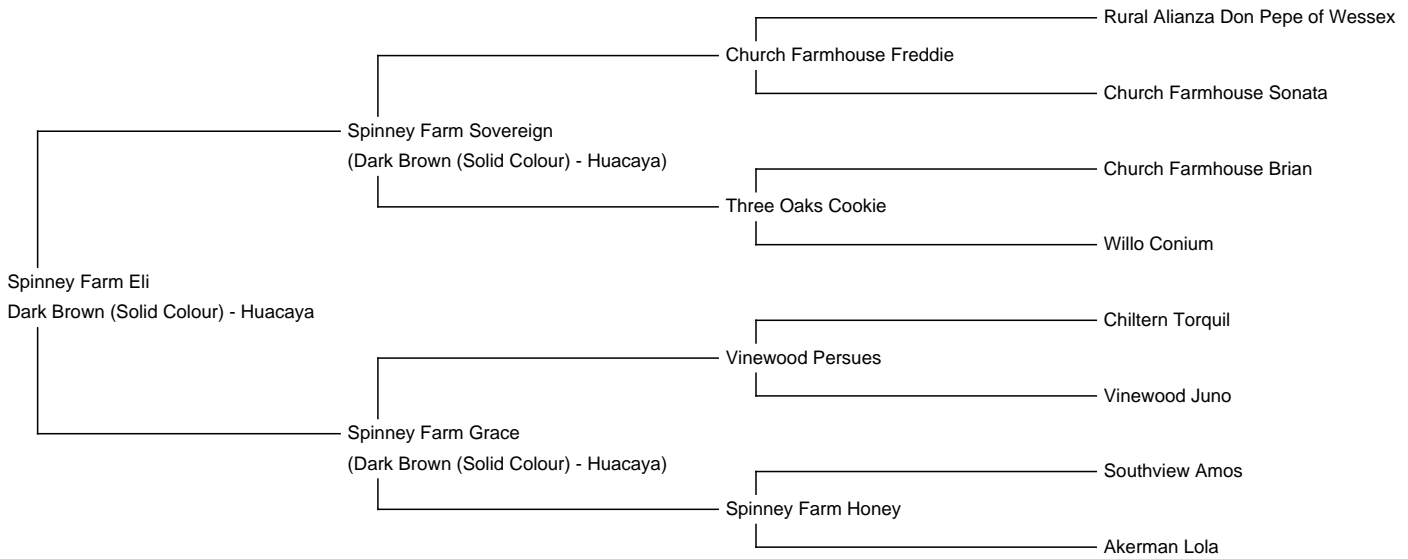 Rural Alianza Don Pepe of Wessex
Church Farmhouse Freddie
Church Farmhouse Sonata
Spinney Farm Sovereign
(Dark Brown (Solid Colour) - Huacaya)
Church Farmhouse Brian
Three Oaks Cookie
Willo Conium
Spinney Farm Eli
Dark Brown (Solid Colour) - Huacaya
Chiltern Torquil
Vinewood Persues
Vinewood Juno
Spinney Farm Grace
(Dark Brown (Solid Colour) - Huacaya)
Southview Amos
Spinney Farm Honey
Akerman Lola